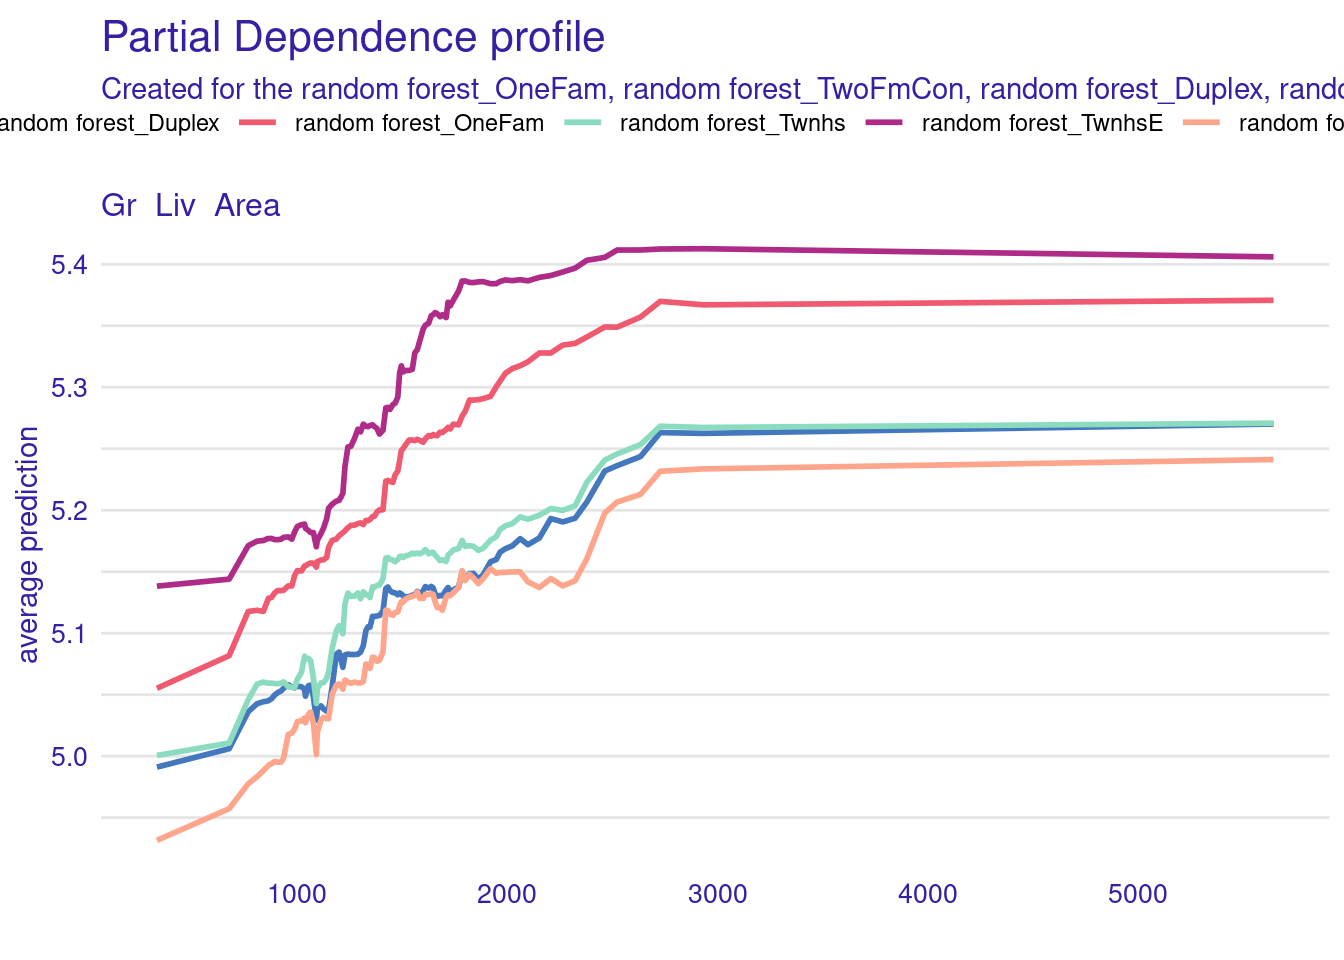 Partial Dependence profile
Created for the random forest_OneFam, random forest_TwoFmCon, random forest_Duplex, rando
andom forest_Duplex random forest_OneFam random forest_Twnhs random forest_TwnhsE random fo
Gr Liv Area
5.4
5.3
5.2
5.1
5.0
average prediction
1000 2000 3000 4000 5000